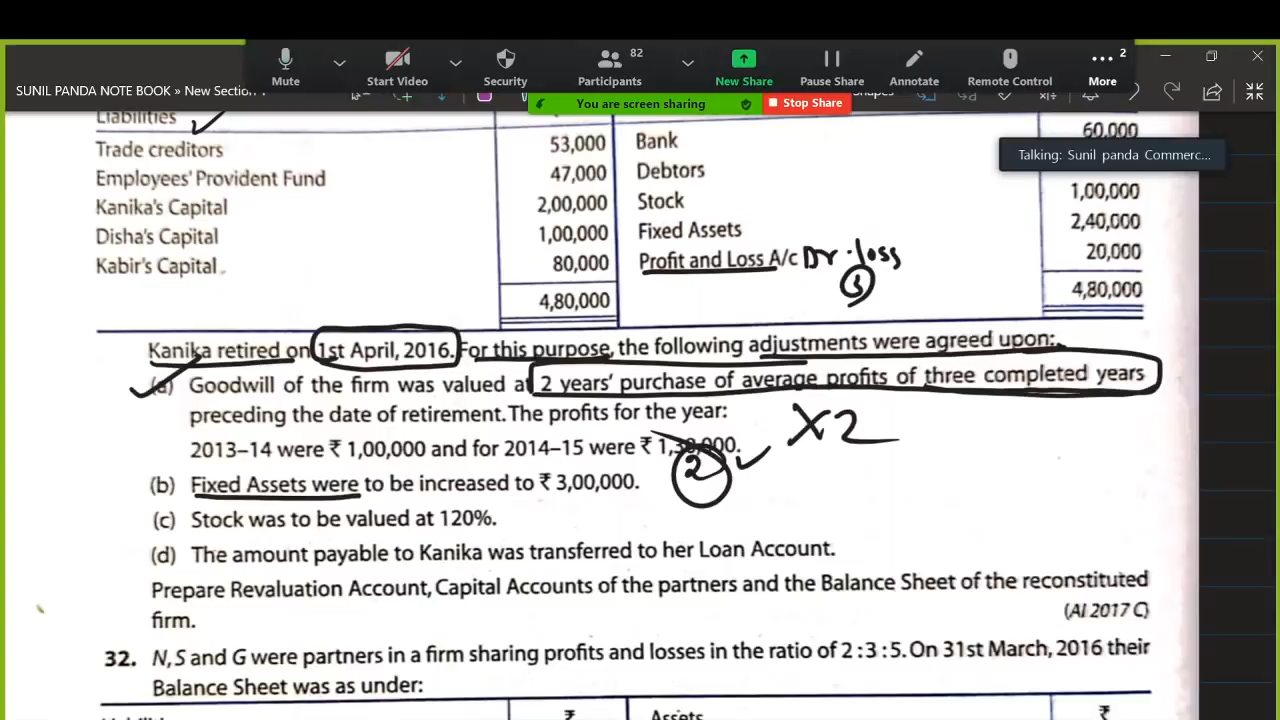 82
2
Mute
Start Video
Security
Participants
New Share
Pause Share
Annotate
Remote Control
More
SUNIL PANDA NOTE BOOK » New Section 1
You are screen sharing
Stop Share
Talking: Sunil panda Commerc...
Liabilities
Trade creditors 53,000 Bank 60,000
Employees' Provident Fund 47,000 Debtors
Kanika's Capital 2,00,000 Stock 1,00,000
Disha's Capital 1,00,000 Fixed Assets 2,40,000
Kabir's Capital 80,000 Profit and Loss A/c Dr. loss 20,000
3
4,80,000 4,80,000
Kanika retired on 1st April, 2016. For this purpose, the following adjustments were agreed upon:
(a) Goodwill of the firm was valued at 2 years' purchase of average profits of three completed years
preceding the date of retirement. The profits for the year:
X2
2013–14 were ₹ 1,00,000 and for 2014–15 were ₹ 1,30,000.
2
(b) Fixed Assets were to be increased to ₹ 3,00,000.
(c) Stock was to be valued at 120%.
(d) The amount payable to Kanika was transferred to her Loan Account.
Prepare Revaluation Account, Capital Accounts of the partners and the Balance Sheet of the reconstituted
firm. (AI 2017 C)
32. N, S and G were partners in a firm sharing profits and losses in the ratio of 2 : 3 : 5. On 31st March, 2016 their
Balance Sheet was as under:
Liabilities ₹ Assets ₹